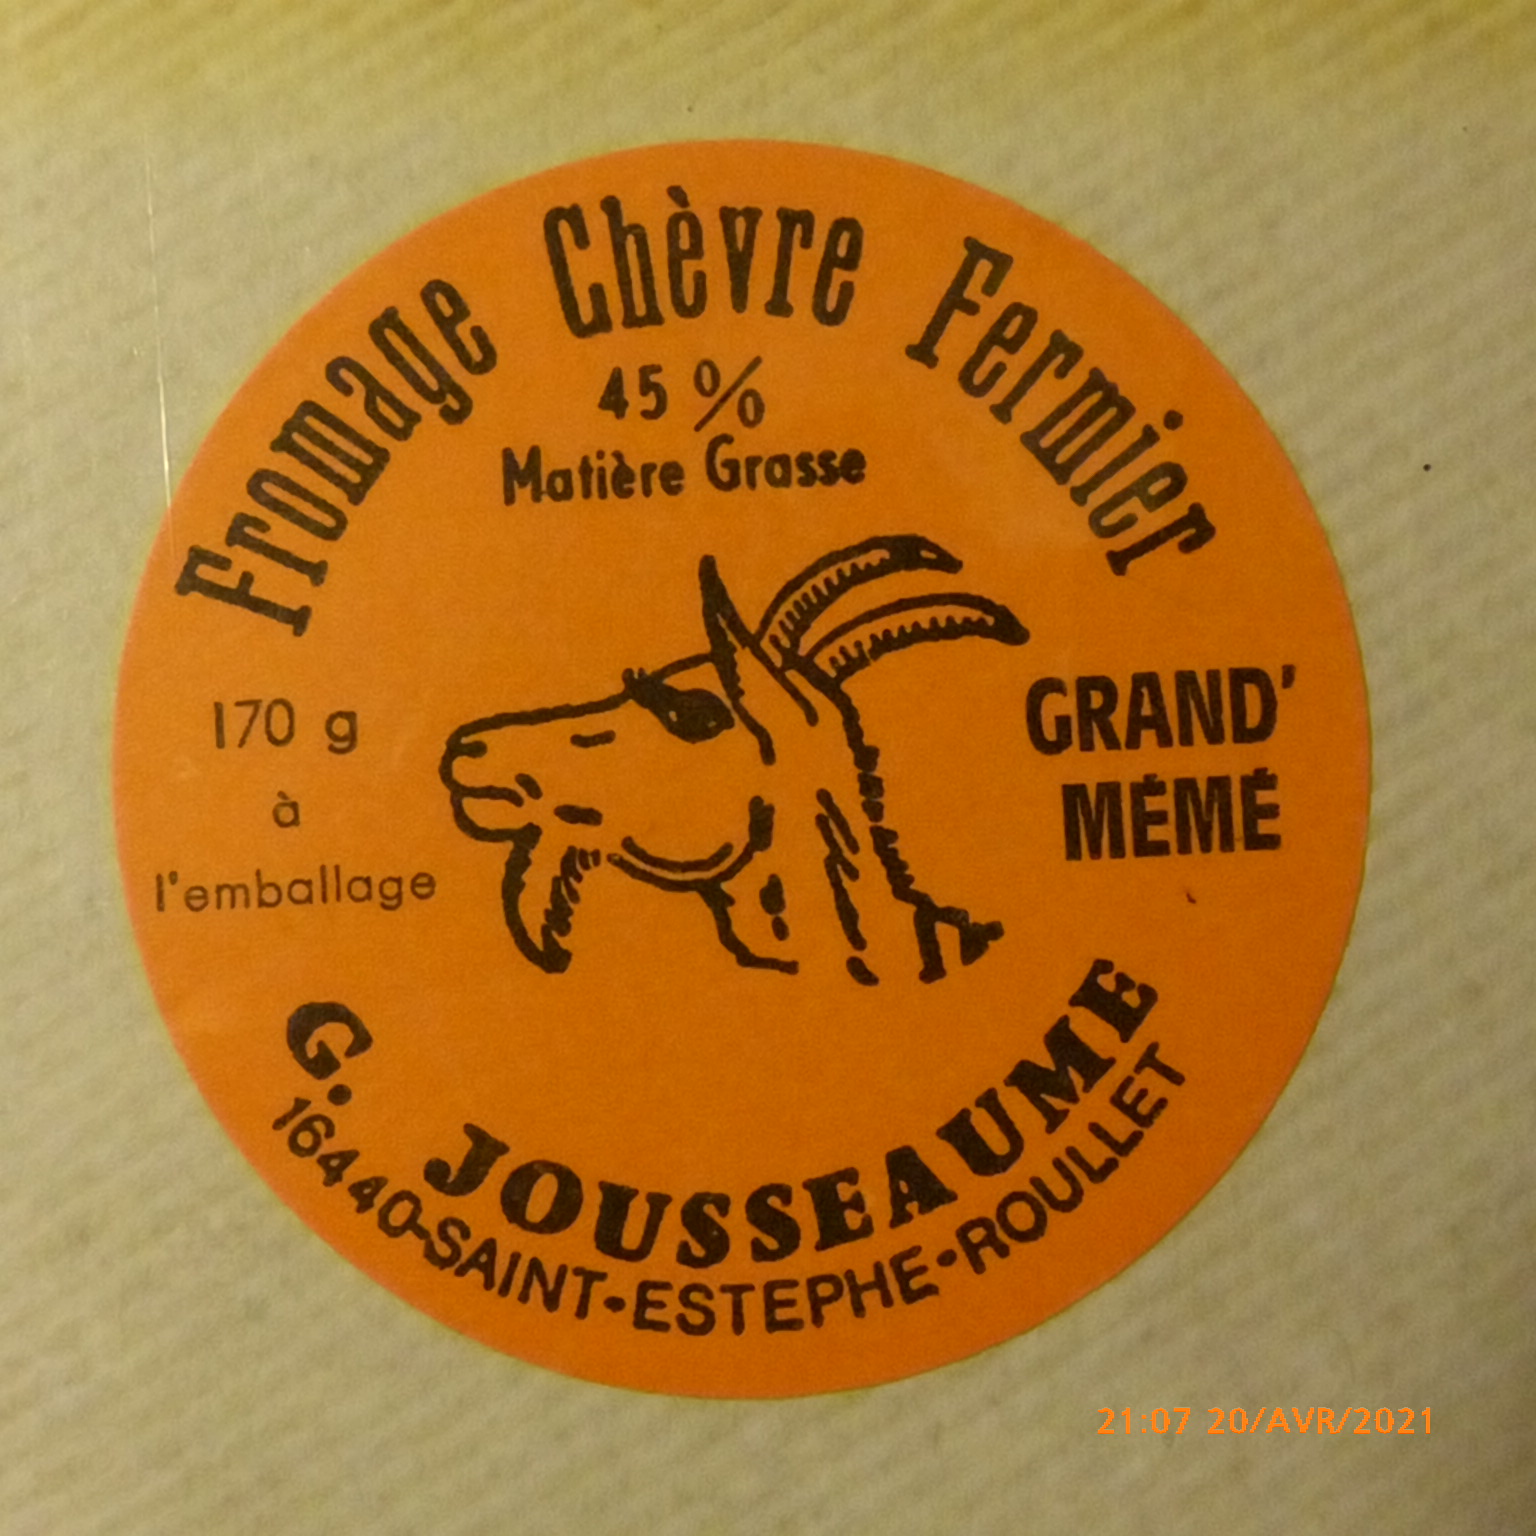 Fromage Chèvre Fermier
45 %
Matière Grasse
170 g
à
l'emballage
GRAND'
MÉMÉ
G. JOUSSEAUME
16440-SAINT-ESTEPHE-ROULLET
21:07 20/AVR/2021